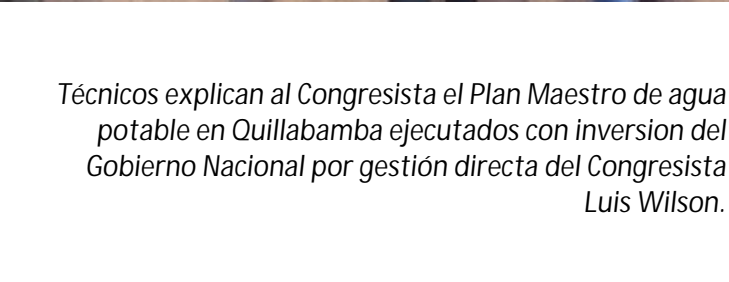 Técnicos explican al Congresista el Plan Maestro de agua
potable en Quillabamba ejecutados con inversion del
Gobierno Nacional por gestión directa del Congresista
Luis Wilson.